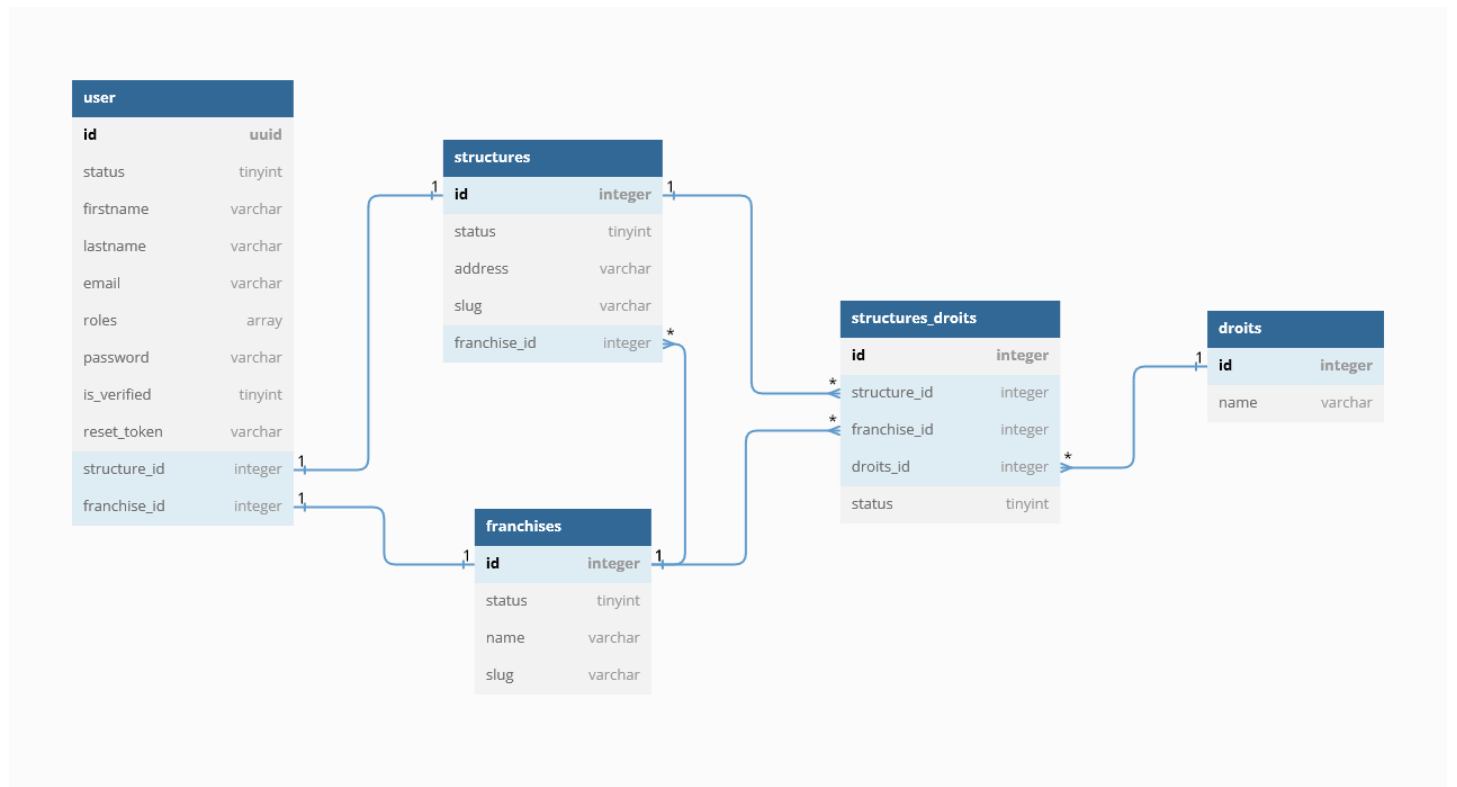 user
id uuid
status tinyint
firstname varchar
lastname varchar
email varchar
roles array
password varchar
is_verified tinyint
reset_token varchar
structure_id integer 1
franchise_id integer 1
structures
1 id integer 1
status tinyint
address varchar
slug varchar
franchise_id integer *
franchises
1 id integer 1
status tinyint
name varchar
slug varchar
structures_droits
id integer
* structure_id integer
* franchise_id integer
droits_id integer *
status tinyint
droits
1 id integer
name varchar